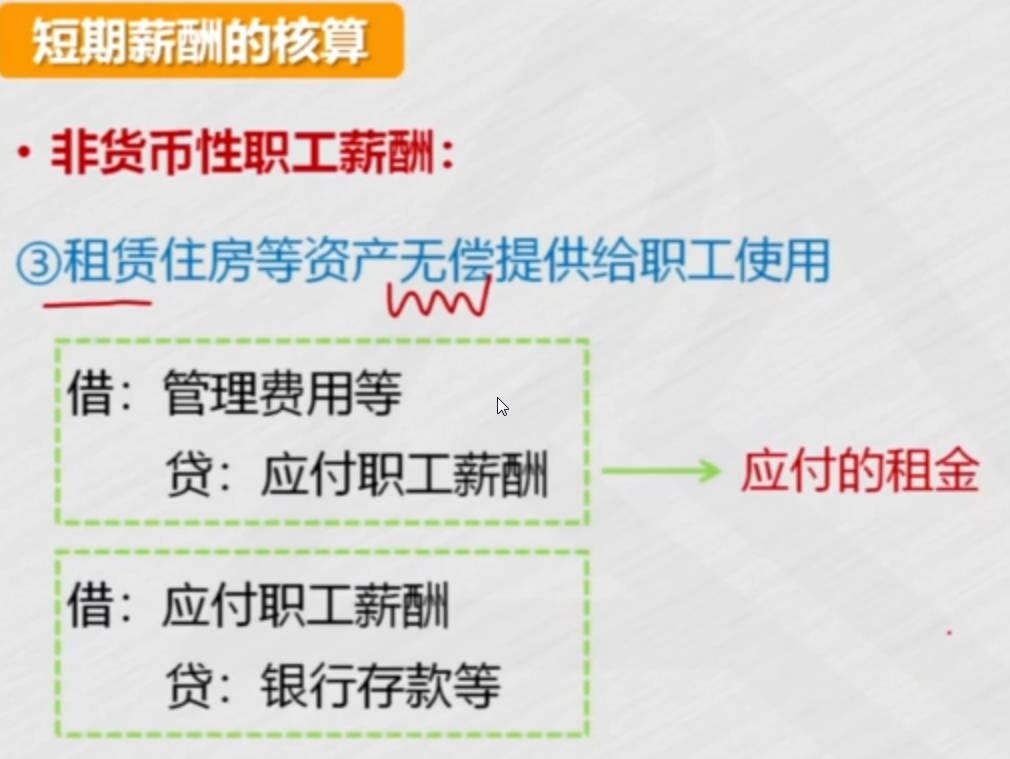 短期薪酬的核算
• 非货币性职工薪酬：
③租赁住房等资产无偿提供给职工使用
借：管理费用等
贷：应付职工薪酬
应付的租金
借：应付职工薪酬
贷：银行存款等